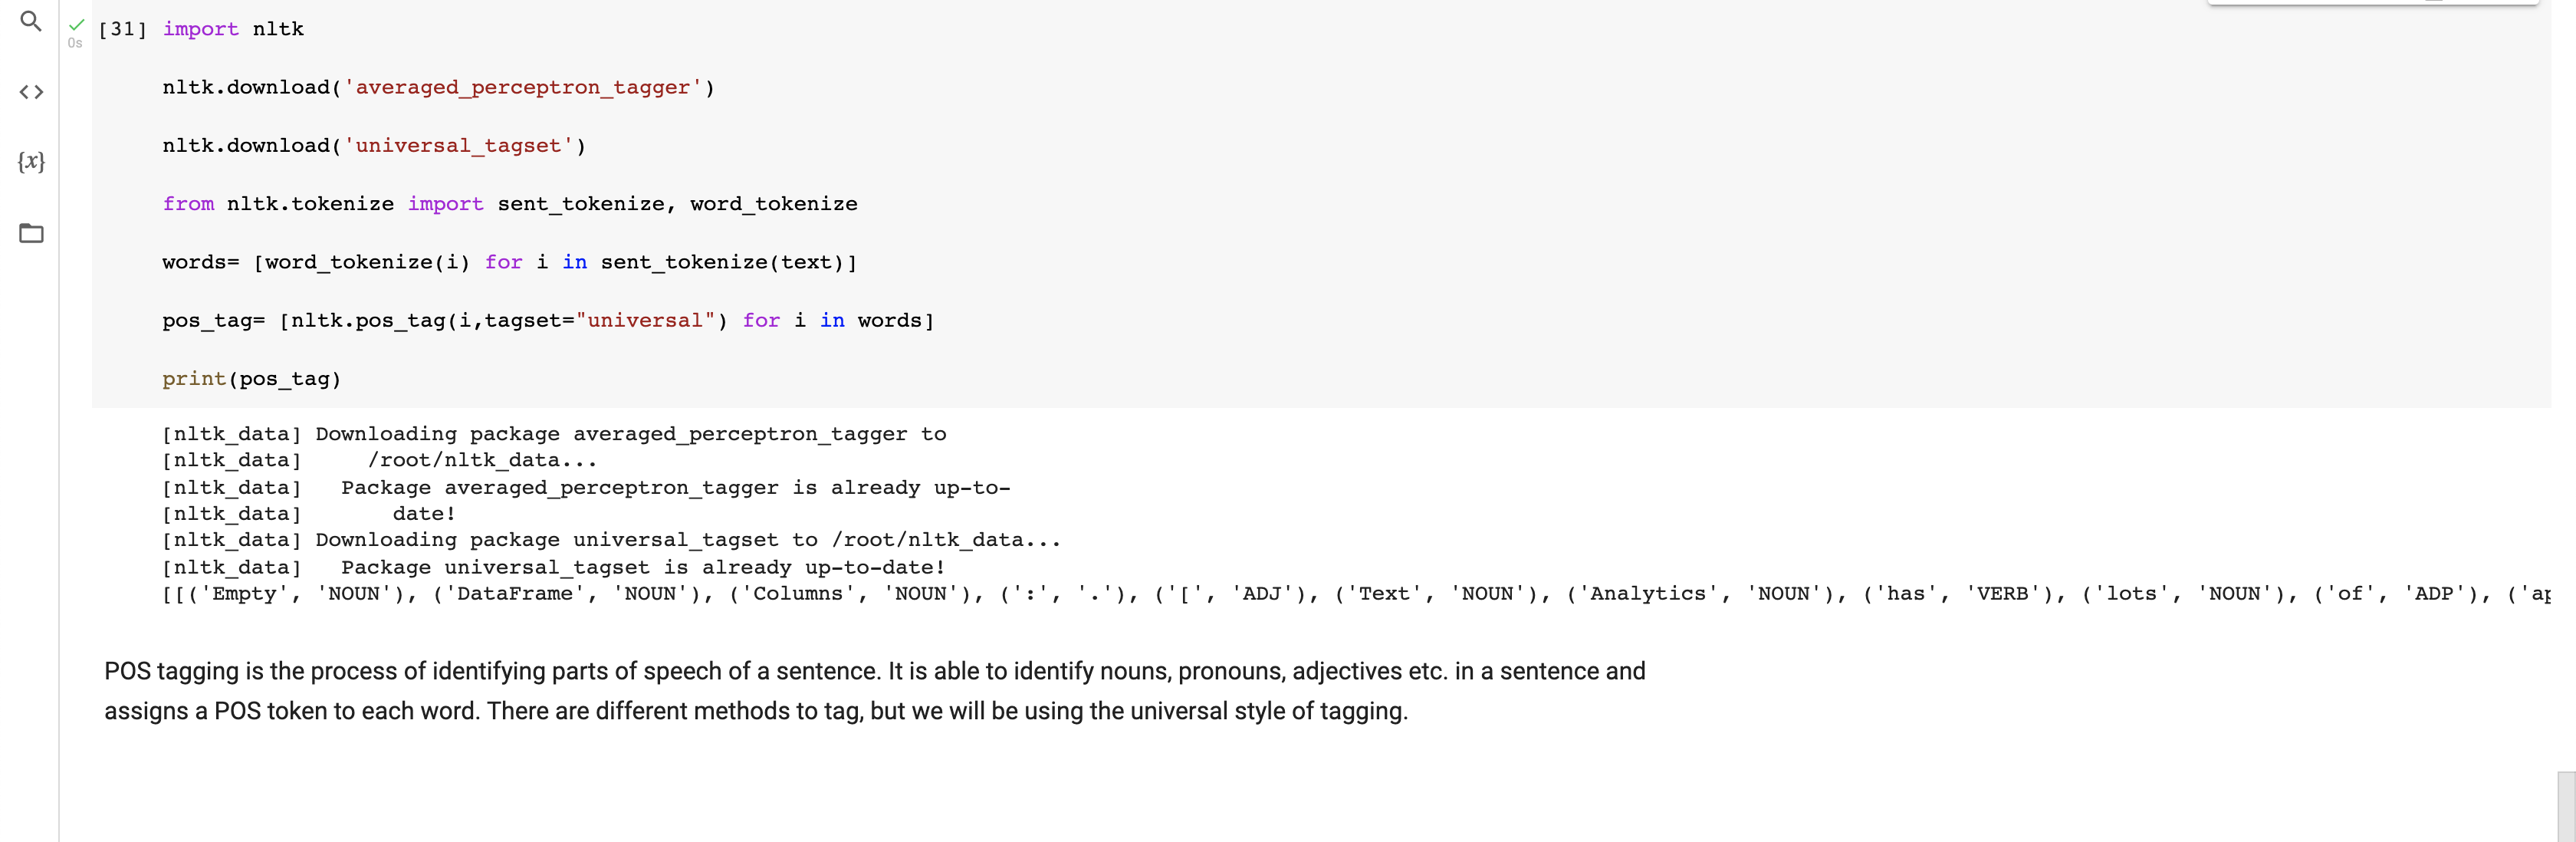 [31] import nltk
0s
nltk.download('averaged_perceptron_tagger')
nltk.download('universal_tagset')
{x}
from nltk.tokenize import sent_tokenize, word_tokenize
words= [word_tokenize(i) for i in sent_tokenize(text)]
pos_tag= [nltk.pos_tag(i,tagset="universal") for i in words]
print(pos_tag)
[nltk_data] Downloading package averaged_perceptron_tagger to
[nltk_data]     /root/nltk_data...
[nltk_data]   Package averaged_perceptron_tagger is already up-to-
[nltk_data]       date!
[nltk_data] Downloading package universal_tagset to /root/nltk_data...
[nltk_data]   Package universal_tagset is already up-to-date!
[[('Empty', 'NOUN'), ('DataFrame', 'NOUN'), ('Columns', 'NOUN'), (':', '.'), ('[', 'ADJ'), ('Text', 'NOUN'), ('Analytics', 'NOUN'), ('has', 'VERB'), ('lots', 'NOUN'), ('of', 'ADP'), ('ap
POS tagging is the process of identifying parts of speech of a sentence. It is able to identify nouns, pronouns, adjectives etc. in a sentence and
assigns a POS token to each word. There are different methods to tag, but we will be using the universal style of tagging.